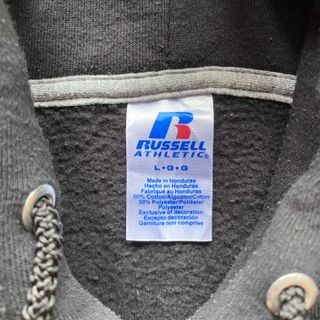 R
RUSSELL
ATHLETIC
L•G•G
Made in Honduras
Hecho en Honduras
Fabriqué au Honduras
50% Cotton/Algodón/Coton
50% Polyester/Poliéster
Polyester
Exclusive of decoration
Excepto decoración
Garniture non comprise